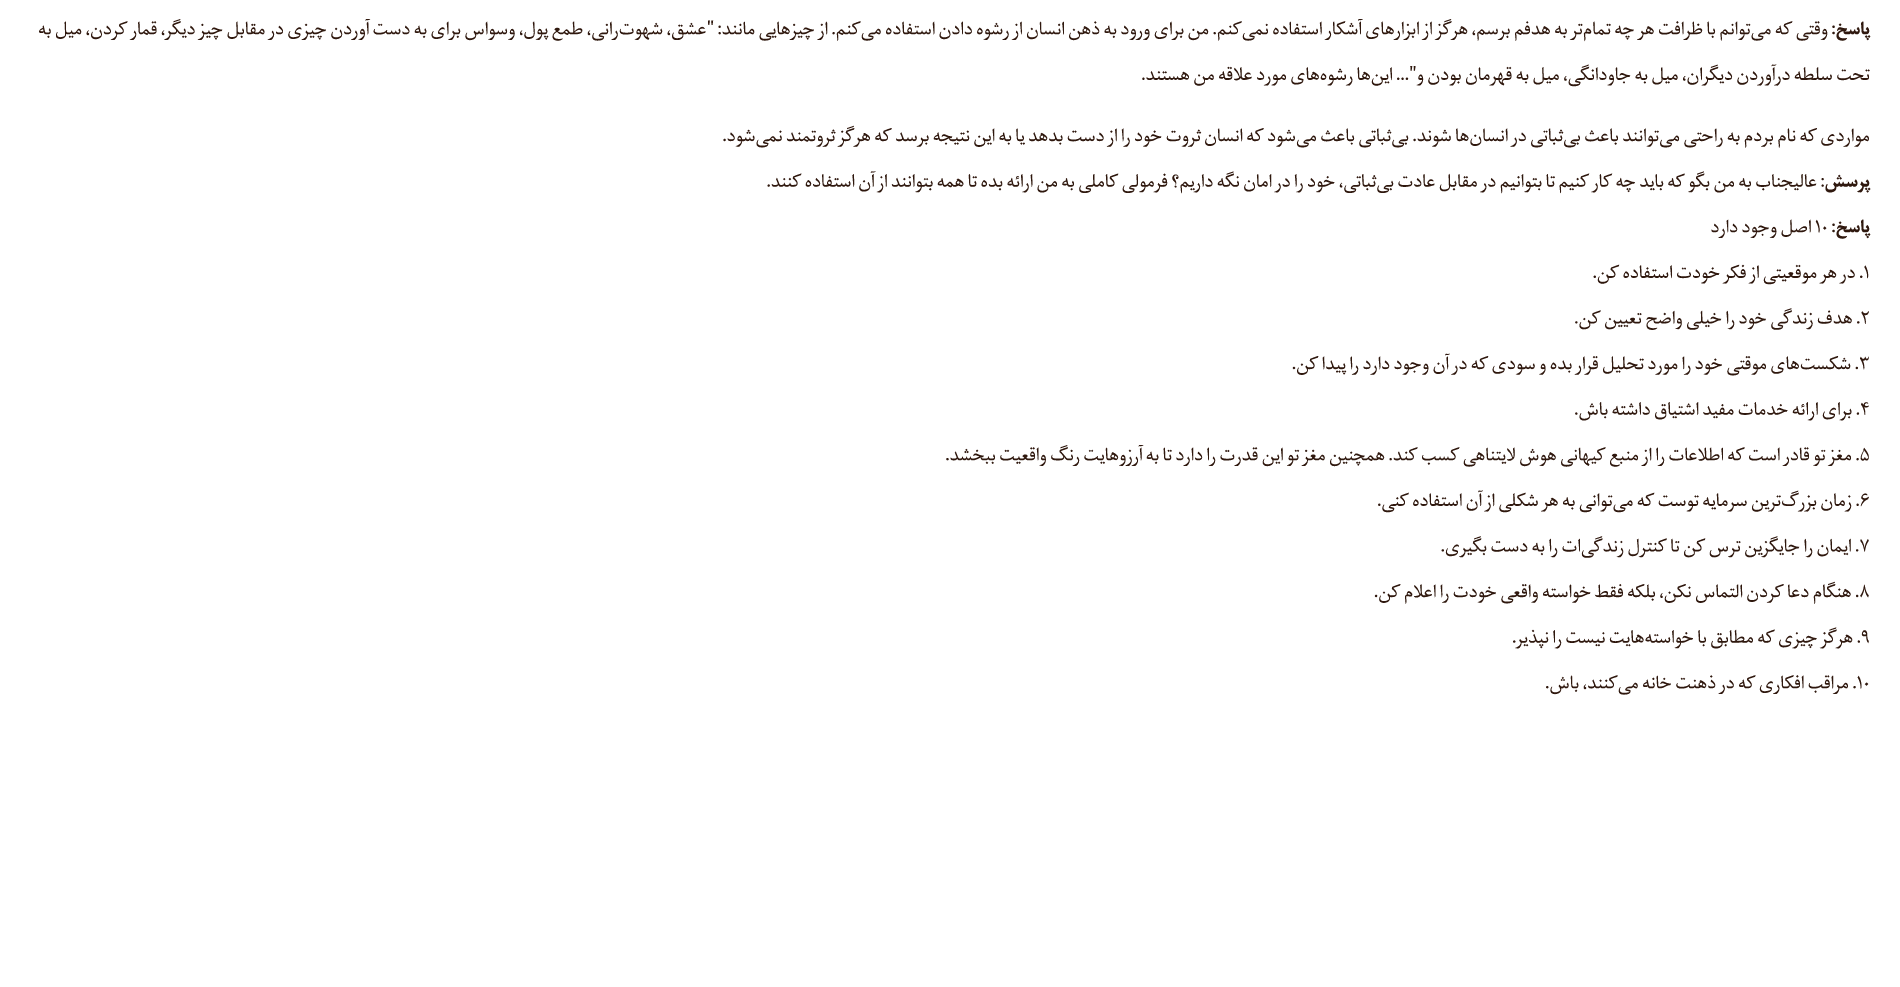 پاسخ: وقتی که می‌توانم با ظرافت هر چه تمام‌تر به هدفم برسم، هرگز از ابزارهای آشکار استفاده نمی‌کنم. من برای ورود به ذهن انسان از رشوه دادن استفاده می‌کنم. از چیزهایی مانند: "عشق، شهوت‌رانی، طمع پول، وسواس برای به دست آوردن چیزی در مقابل چیز دیگر، قمار کردن، میل به
تحت سلطه درآوردن دیگران، میل به جاودانگی، میل به قهرمان بودن و"... این‌ها رشوه‌های مورد علاقه من هستند.
مواردی که نام بردم به راحتی می‌توانند باعث بی‌ثباتی در انسان‌ها شوند. بی‌ثباتی باعث می‌شود که انسان ثروت خود را از دست بدهد یا به این نتیجه برسد که هرگز ثروتمند نمی‌شود.
پرسش: عالیجناب به من بگو که باید چه کار کنیم تا بتوانیم در مقابل عادت بی‌ثباتی، خود را در امان نگه داریم؟ فرمولی کاملی به من ارائه بده تا همه بتوانند از آن استفاده کنند.
پاسخ: ۱۰ اصل وجود دارد
۱. در هر موقعیتی از فکر خودت استفاده کن.
۲. هدف زندگی خود را خیلی واضح تعیین کن.
۳. شکست‌های موقتی خود را مورد تحلیل قرار بده و سودی که در آن وجود دارد را پیدا کن.
۴. برای ارائه خدمات مفید اشتیاق داشته باش.
۵. مغز تو قادر است که اطلاعات را از منبع کیهانی هوش لایتناهی کسب کند. همچنین مغز تو این قدرت را دارد تا به آرزوهایت رنگ واقعیت ببخشد.
۶. زمان بزرگ‌ترین سرمایه توست که می‌توانی به هر شکلی از آن استفاده کنی.
۷. ایمان را جایگزین ترس کن تا کنترل زندگی‌ات را به دست بگیری.
۸. هنگام دعا کردن التماس نکن، بلکه فقط خواسته واقعی خودت را اعلام کن.
۹. هرگز چیزی که مطابق با خواسته‌هایت نیست را نپذیر.
۱۰. مراقب افکاری که در ذهنت خانه می‌کنند، باش.